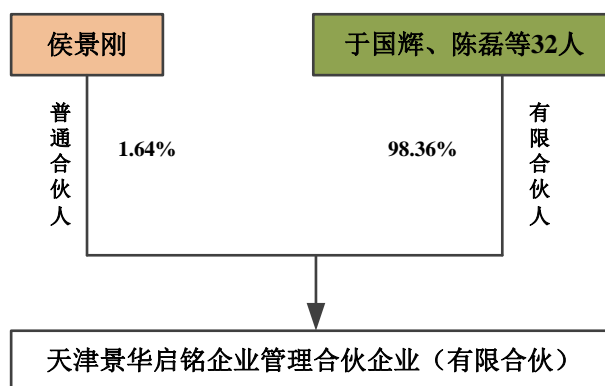 侯景刚
于国辉、陈磊等32人
普通合伙人
1.64%
98.36%
有限合伙人
天津景华启铭企业管理合伙企业（有限合伙）